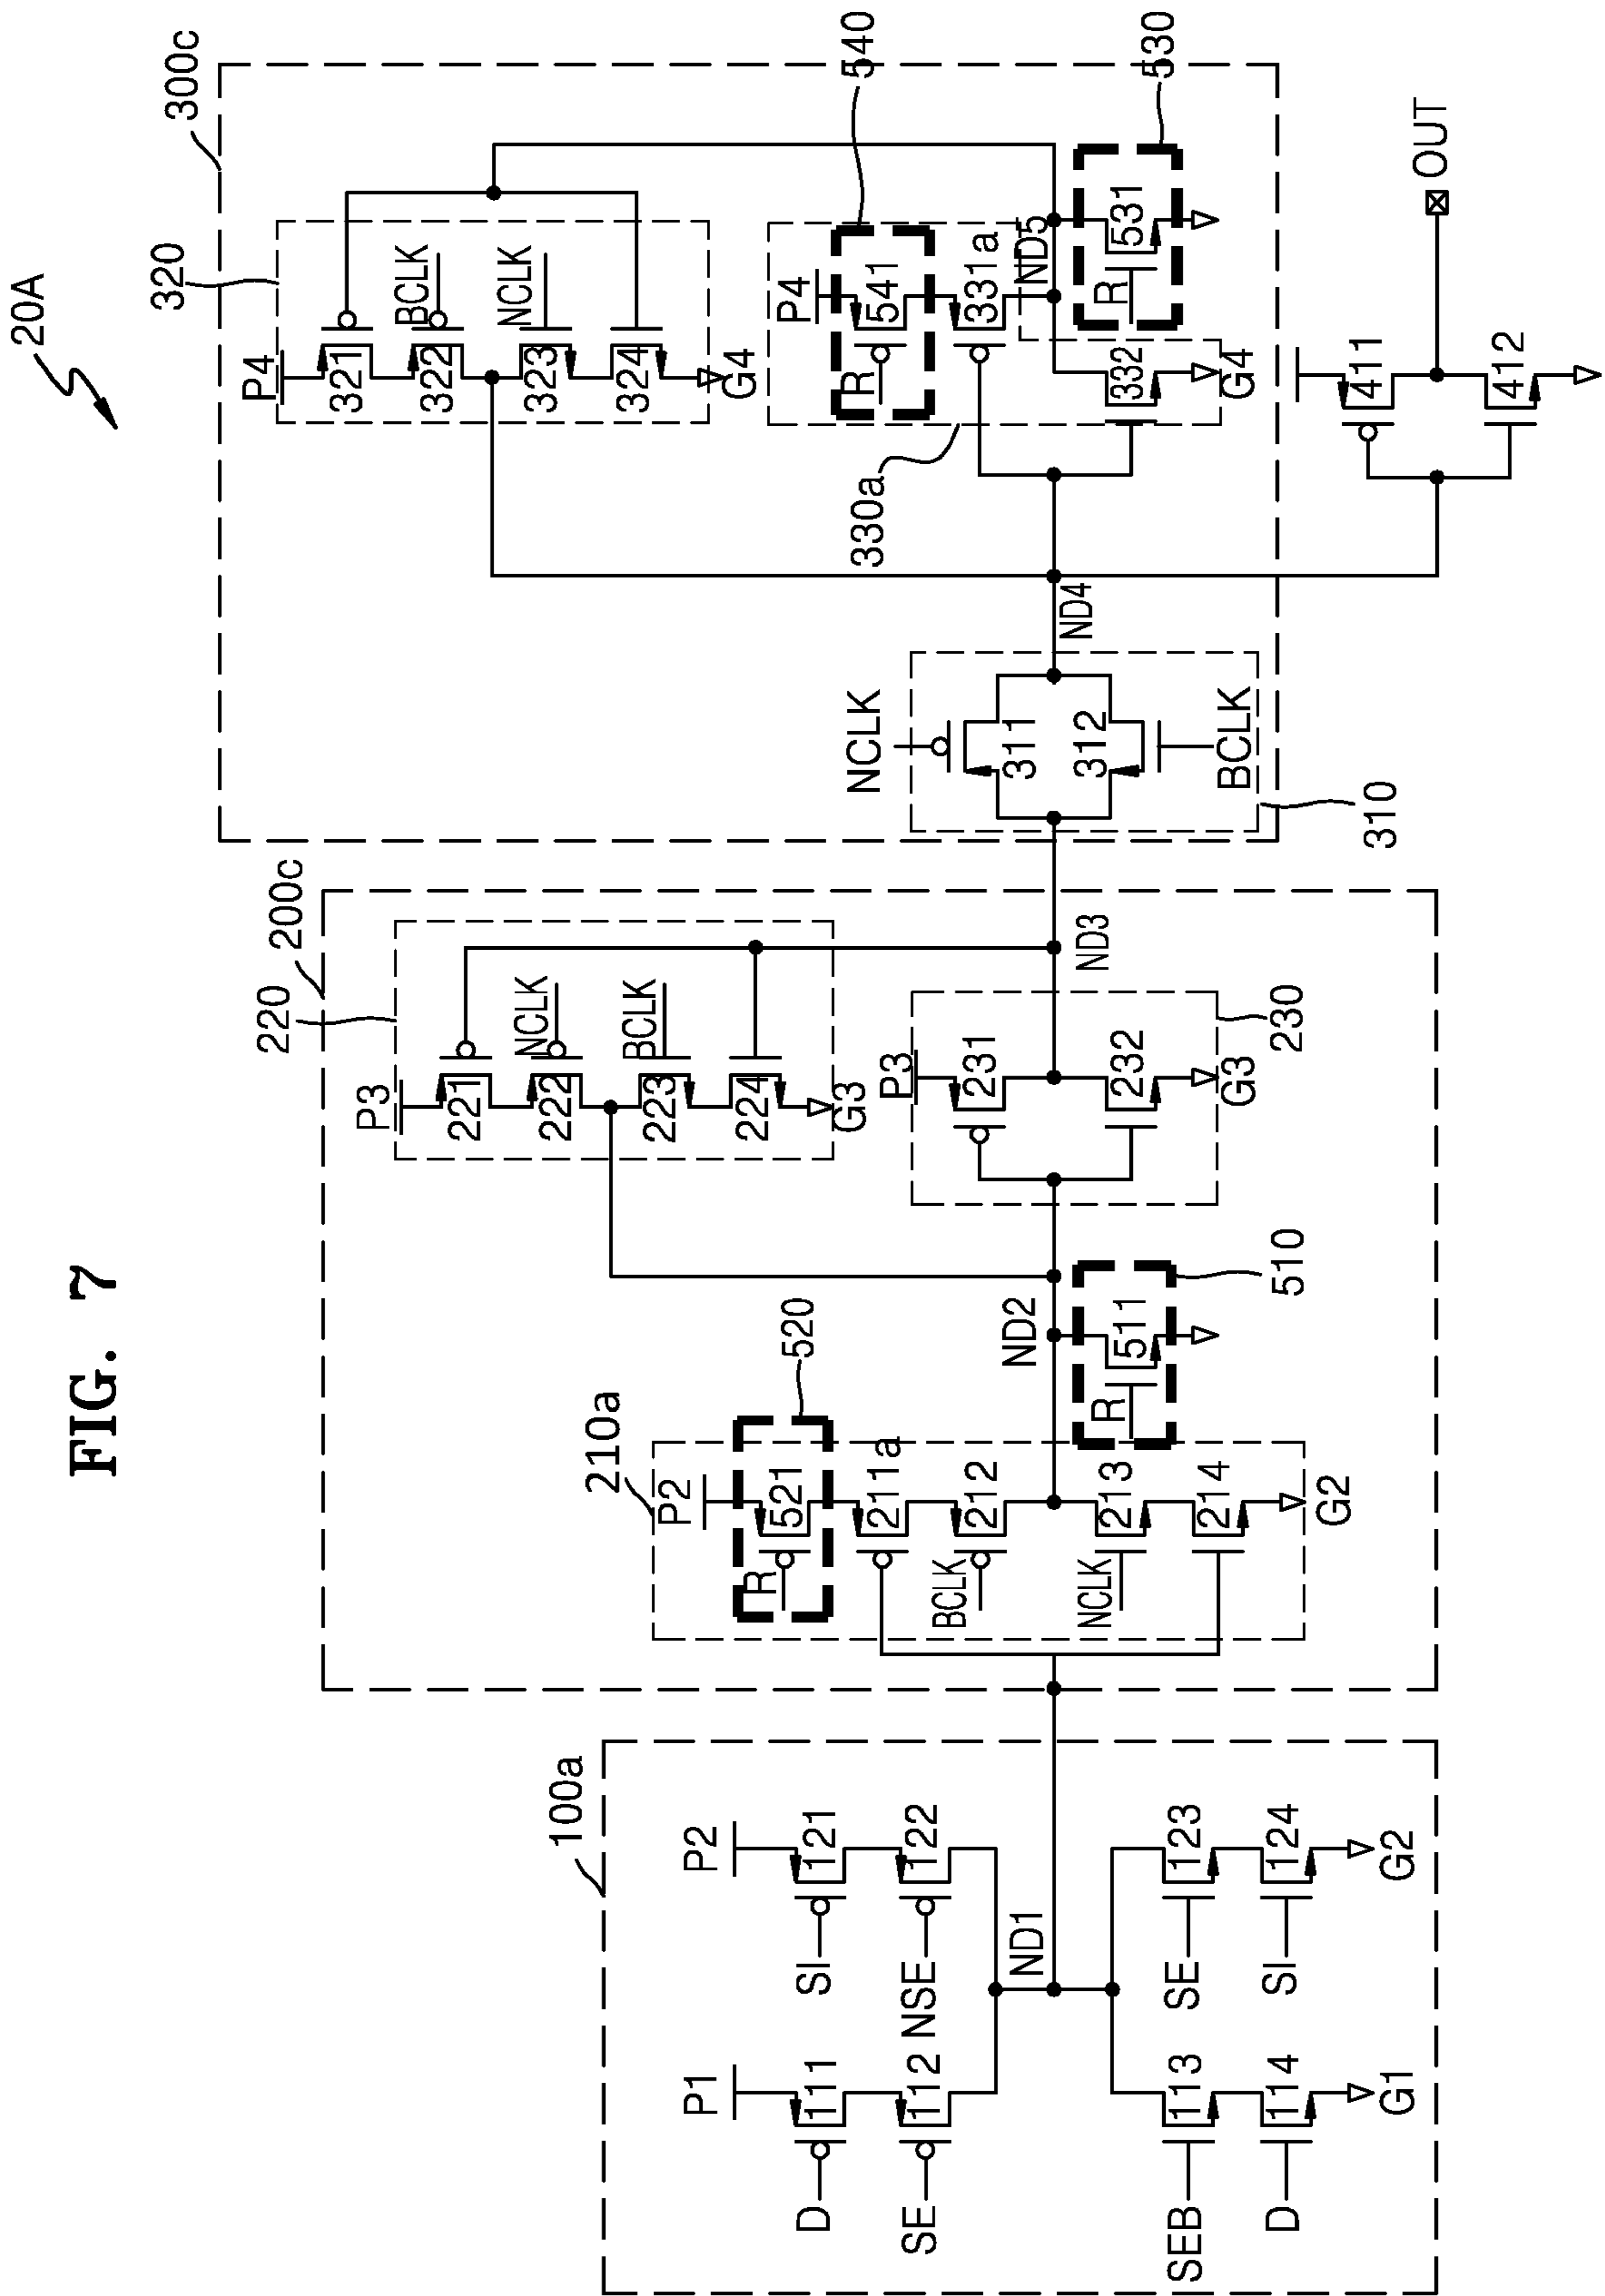 FIG. 7
20A
100a
P1
D
111
SE
112
SEB
113
D
114
G1
P2
SI
121
NSE
122
ND1
SE
123
SI
124
G2
200c
210a
P2
520
R
521
211a
BCLK
212
NCLK
213
214
G2
ND2
510
R
511
220
P3
221
NCLK
222
BCLK
223
224
G3
P3
230
231
232
G3
ND3
300c
310
NCLK
311
312
BCLK
ND4
320
P4
321
BCLK
322
NCLK
323
324
G4
330a
P4
540
R
541
331a
ND5
332
G4
530
R
531
411
412
OUT